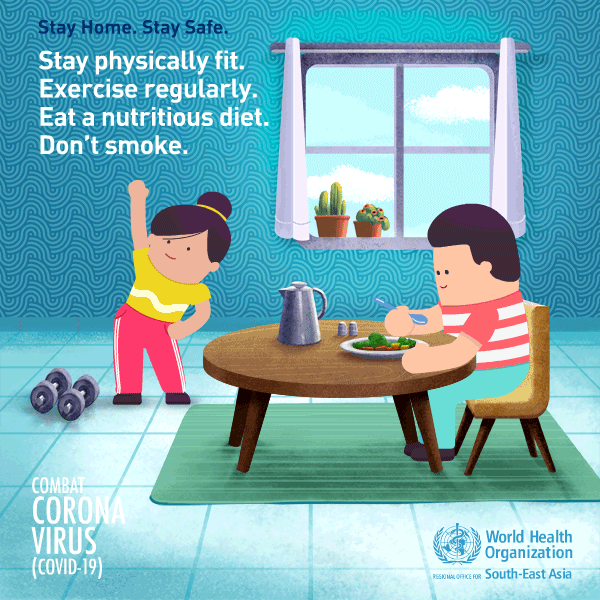 Stay Home. Stay Safe.
Stay physically fit.
Exercise regularly.
Eat a nutritious diet.
Don't smoke.
COMBAT
CORONA
VIRUS
(COVID-19)
World Health
Organization
REGIONAL OFFICE FOR South-East Asia